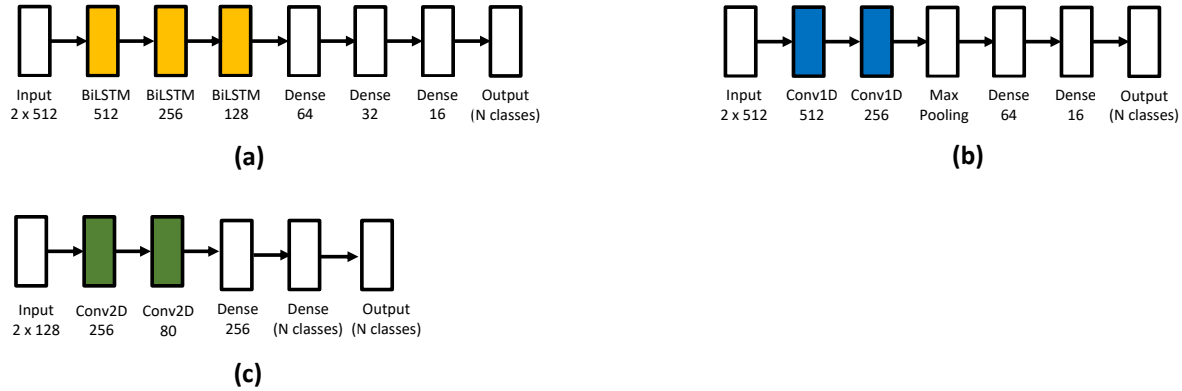 Input
2 x 512
BiLSTM
512
BiLSTM
256
BiLSTM
128
Dense
64
Dense
32
Dense
16
Output
(N classes)
(a)
Input
2 x 512
Conv1D
512
Conv1D
256
Max
Pooling
Dense
64
Dense
16
Output
(N classes)
(b)
Input
2 x 128
Conv2D
256
Conv2D
80
Dense
256
Dense
(N classes)
Output
(N classes)
(c)